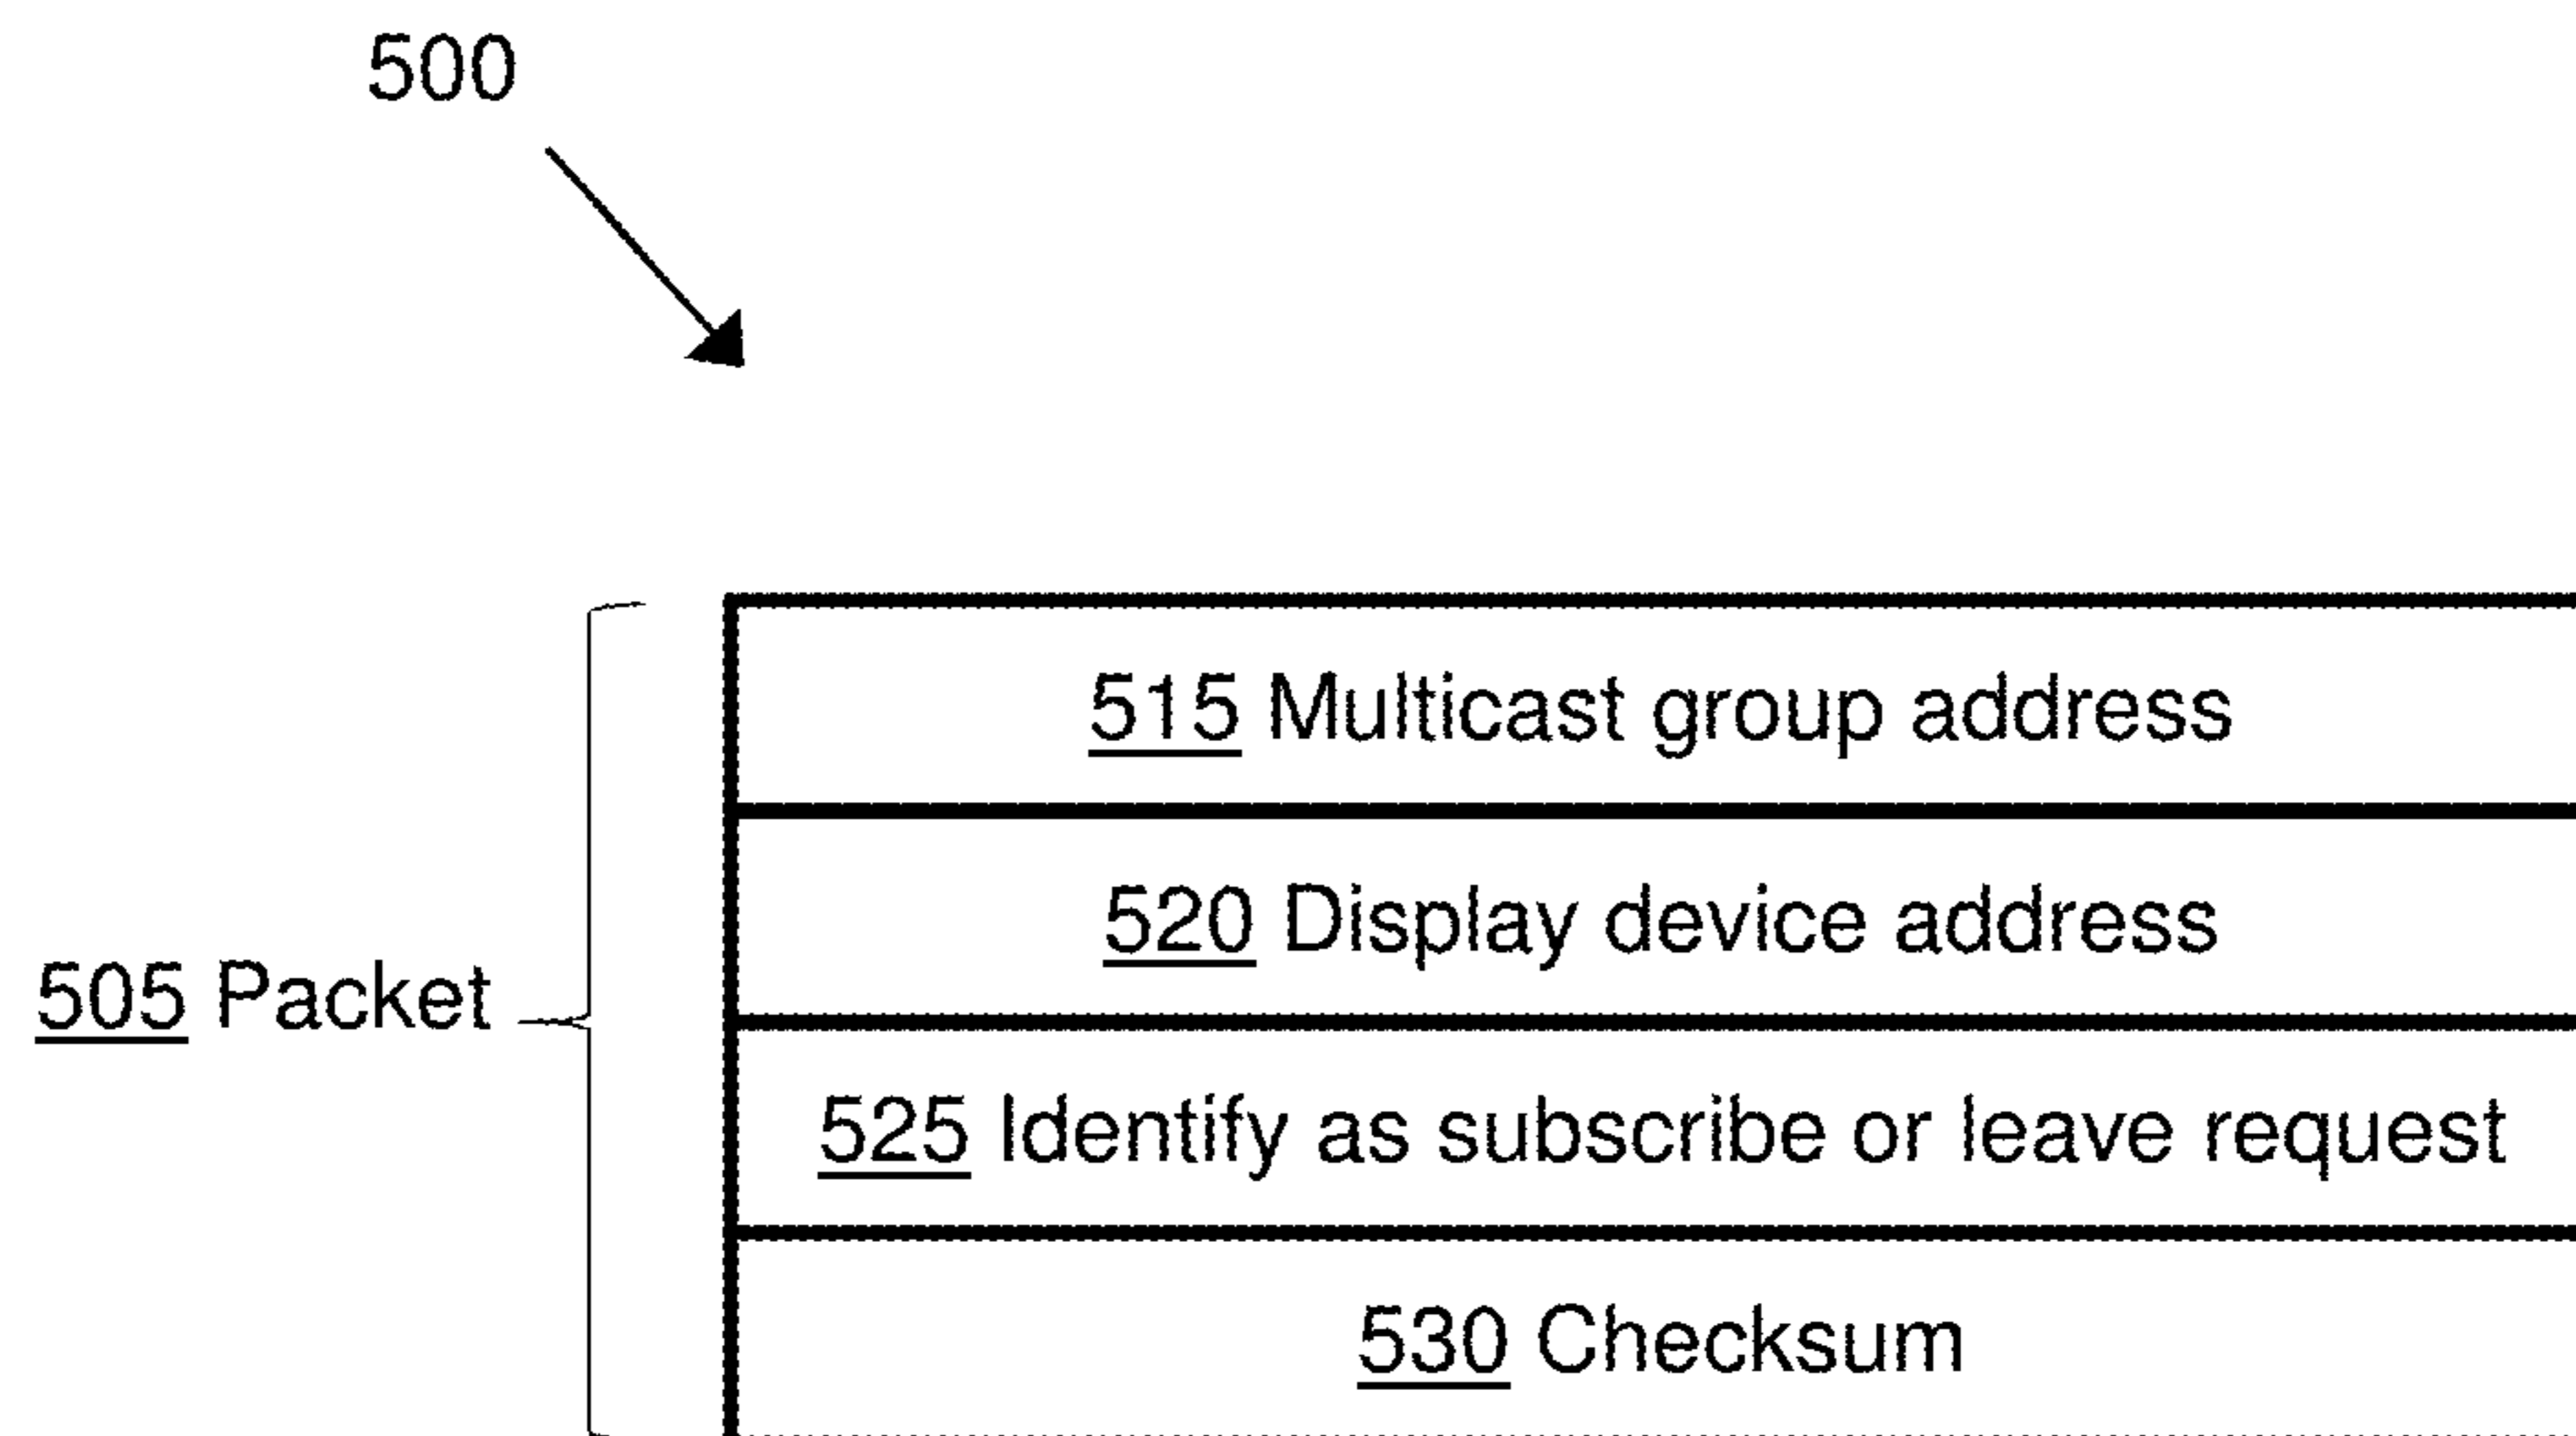 500
515 Multicast group address
520 Display device address
505 Packet
525 Identify as subscribe or leave request
530 Checksum